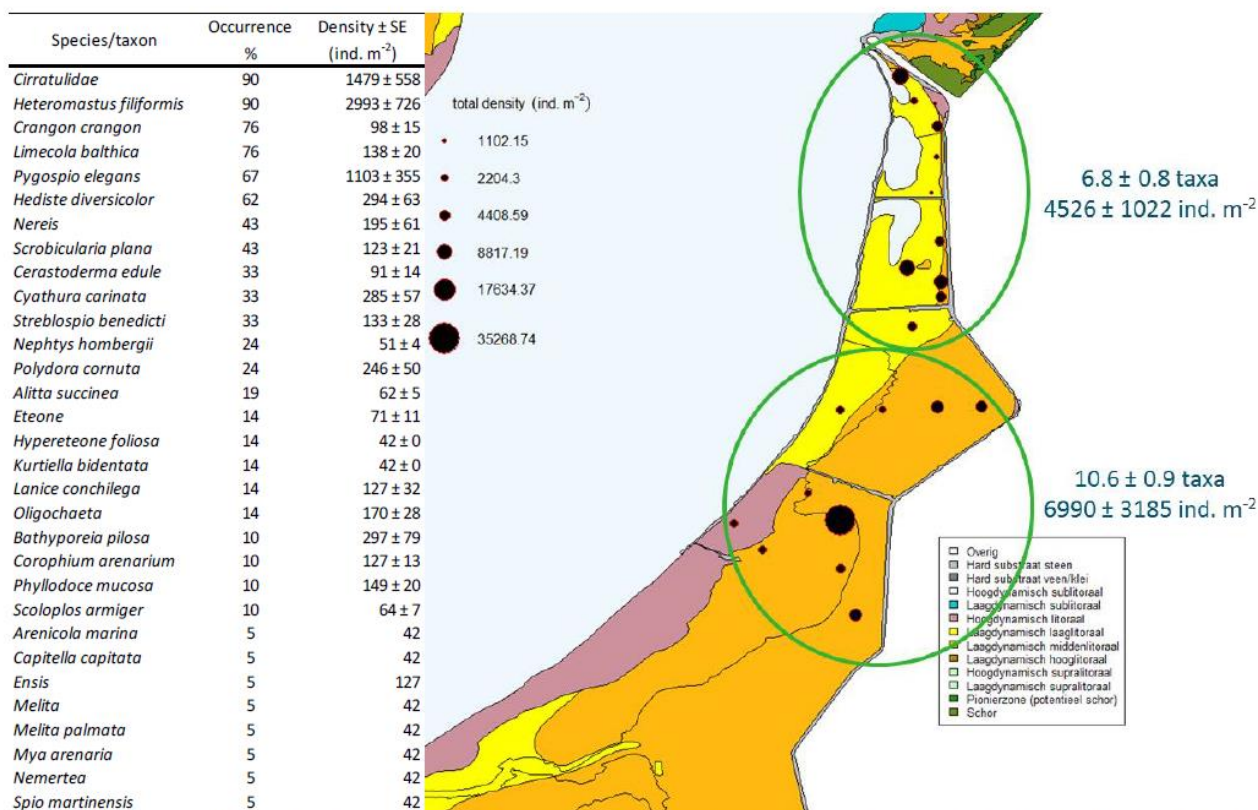 Species/taxon Occurrence % Density ± SE (ind. m⁻²)
Cirratulidae 90 1479 ± 558
Heteromastus filiformis 90 2993 ± 726
Crangon crangon 76 98 ± 15
Limecola balthica 76 138 ± 20
Pygospio elegans 67 1103 ± 355
Hediste diversicolor 62 294 ± 63
Nereis 43 195 ± 61
Scrobicularia plana 43 123 ± 21
Cerastoderma edule 33 91 ± 14
Cyathura carinata 33 285 ± 57
Streblospio benedicti 33 133 ± 28
Nephtys hombergii 24 51 ± 4
Polydora cornuta 24 246 ± 50
Alitta succinea 19 62 ± 5
Eteone 14 71 ± 11
Hypereteone foliosa 14 42 ± 0
Kurtiella bidentata 14 42 ± 0
Lanice conchilega 14 127 ± 32
Oligochaeta 14 170 ± 28
Bathyporeia pilosa 10 297 ± 79
Corophium arenarium 10 127 ± 13
Phyllodoce mucosa 10 149 ± 20
Scoloplos armiger 10 64 ± 7
Arenicola marina 5 42
Capitella capitata 5 42
Ensis 5 127
Melita 5 42
Melita palmata 5 42
Mya arenaria 5 42
Nemertea 5 42
Spio martinensis 5 42
total density (ind. m⁻²)
1102.15
2204.3
4408.59
8817.19
17634.37
35268.74
6.8 ± 0.8 taxa
4526 ± 1022 ind. m⁻²
10.6 ± 0.9 taxa
6990 ± 3185 ind. m⁻²
Overig
Hard substraat steen
Hard substraat veen/klei
Hoogdynamisch sublitoraal
Laagdynamisch sublitoraal
Hoogdynamisch litoraal
Laagdynamisch laaglitoraal
Laagdynamisch middenlitoraal
Laagdynamisch hooglitoraal
Hoogdynamisch supralitoraal
Laagdynamisch supralitoraal
Pionierzone (potentieel schor)
Schor